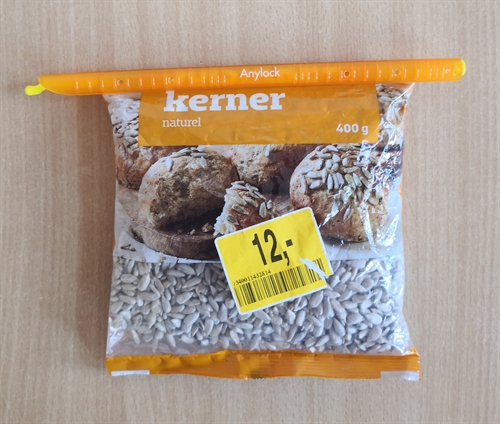 Anylock
kerner
naturel
400 g
12,-